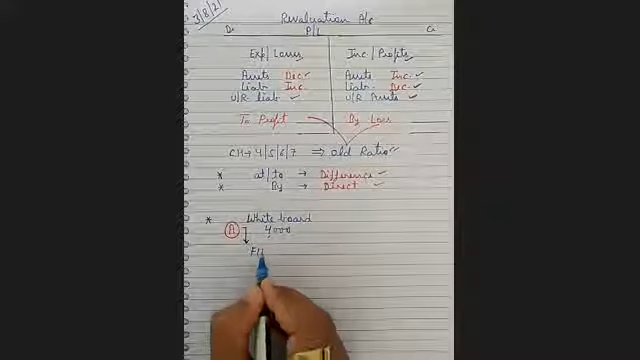 3/8/21
Revaluation A/c
Dr P/L Cr
Exp/Losses Inc/Profits
Assets Dec Assets Inc
Liab Inc Liab Dec
U/R Liab U/R Assets
To Profit By Loss
CH→4/5/6/7 ⇒ old Ratio
* at/to → Difference
* By → Direct
* White board
A 4000